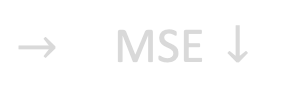 → MSE ↓